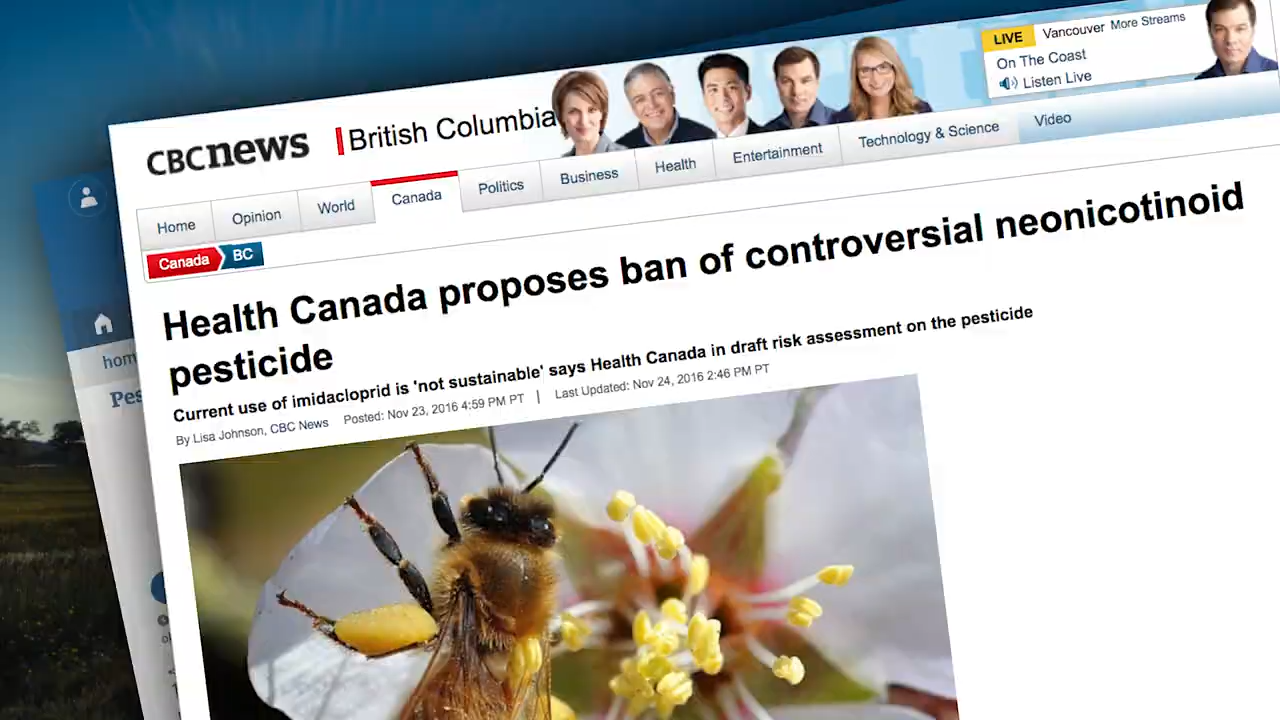 LIVE Vancouver More Streams
On The Coast
Listen Live
CBCnews British Columbia
Home Opinion World Canada Politics Business Health Entertainment Technology & Science Video
Canada BC
Health Canada proposes ban of controversial neonicotinoid
pesticide
Current use of imidacloprid is 'not sustainable' says Health Canada in draft risk assessment on the pesticide
By Lisa Johnson, CBC News Posted: Nov 23, 2016 4:59 PM PT | Last Updated: Nov 24, 2016 2:46 PM PT
hom
Pes